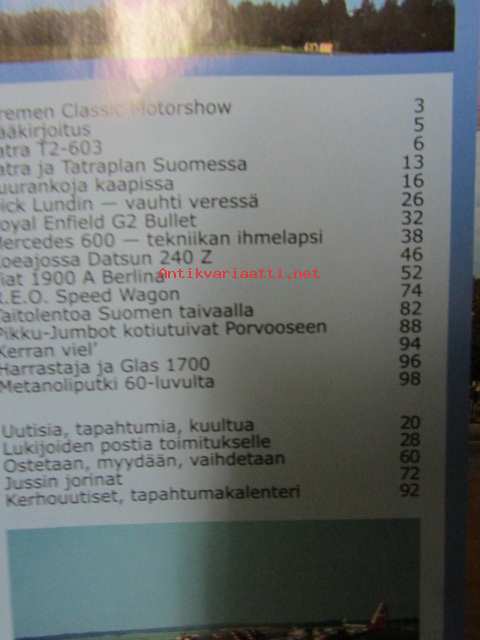 remen Classic Motorshow 3
ääkirjoitus 5
atra T2-603 6
atra ja Tatraplan Suomessa 13
uurankoja kaapissa 16
ick Lundin — vauhti veressä 26
oyal Enfield G2 Bullet 32
Mercedes 600 — tekniikan ihmelapsi 38
Koeajossa Datsun 240 Z 46
iat 1900 A Berlina 52
Antikvariaatti.net
R.E.O. Speed Wagon 74
Taitolentoa Suomen taivaalla 82
Pikku-Jumbot kotiutuivat Porvooseen 88
Kerran viel' 94
Harrastaja ja Glas 1700 96
Metanoliputki 60-luvulta 98
Uutisia, tapahtumia, kuultua 20
Lukijoiden postia toimitukselle 28
Ostetaan, myydään, vaihdetaan 60
Jussin jorinat 72
Kerhouutiset, tapahtumakalenteri 92